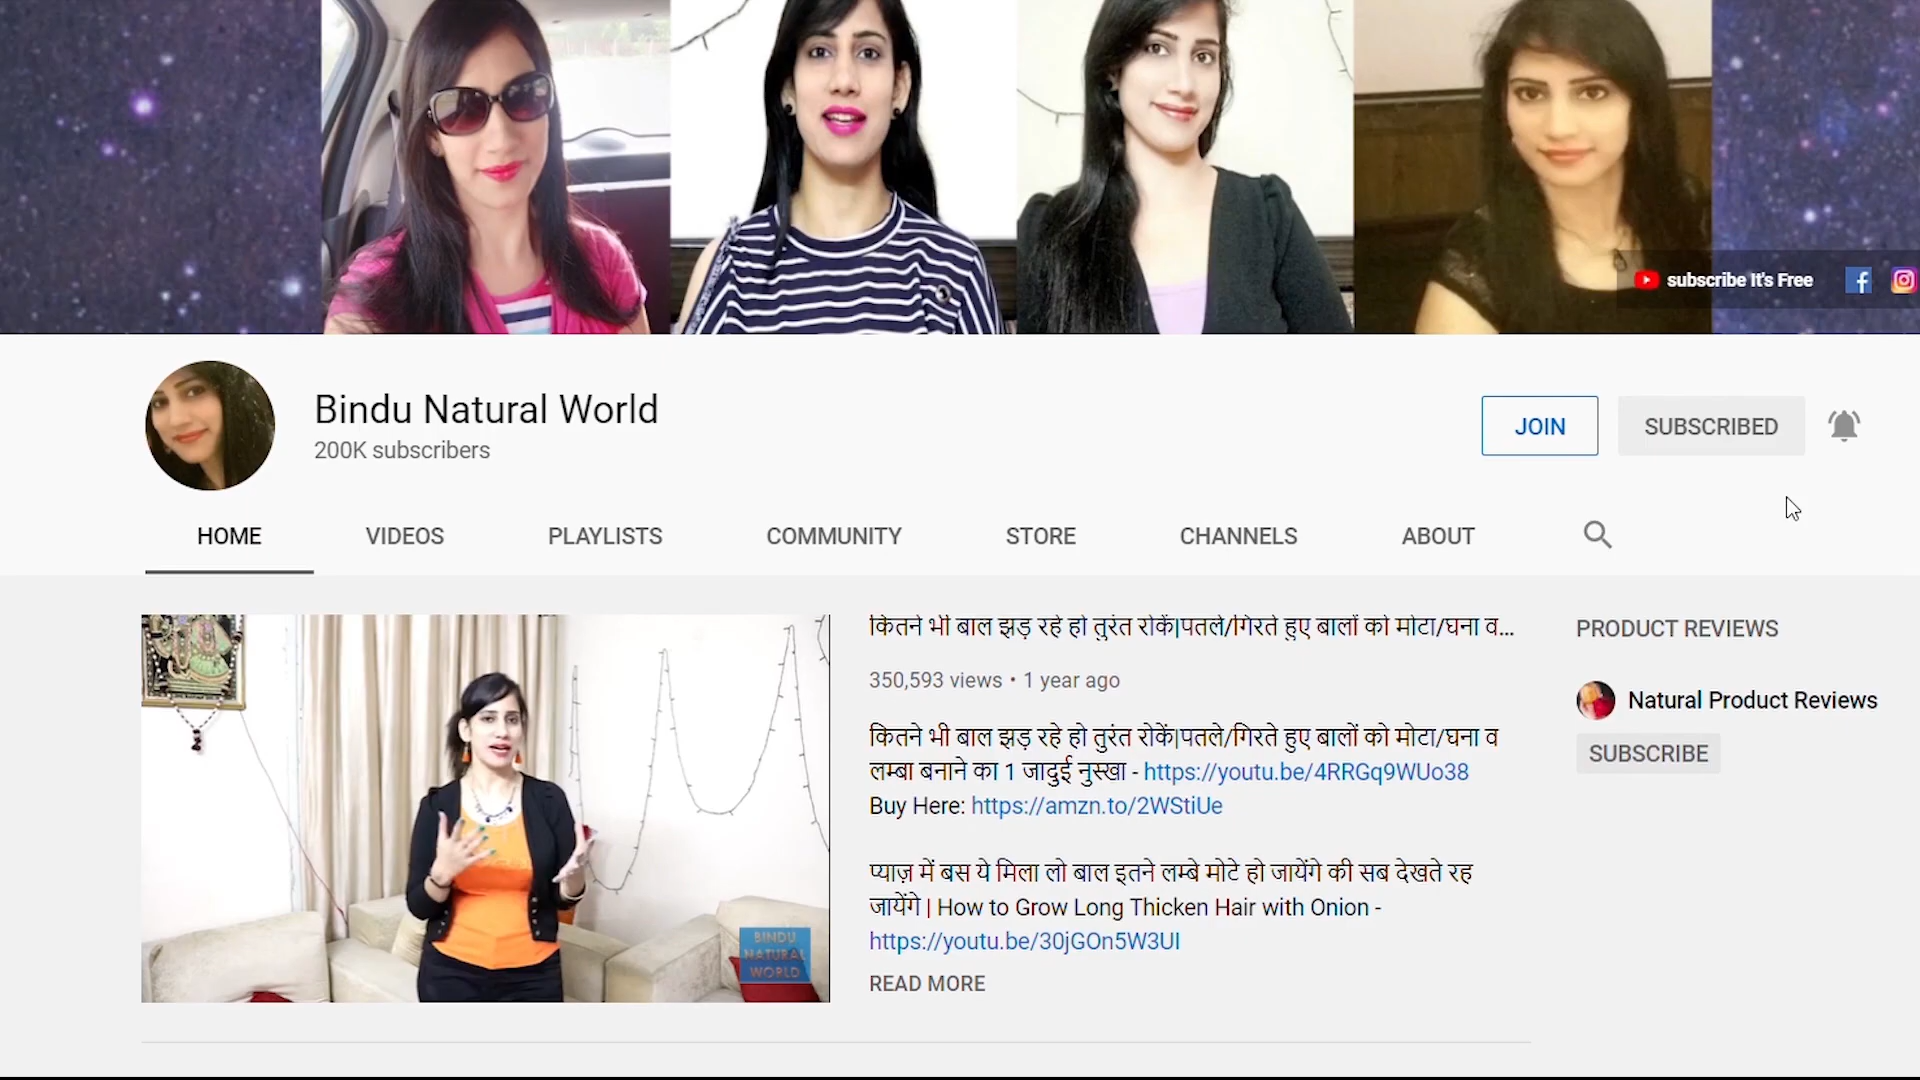 subscribe It's Free
Bindu Natural World
200K subscribers
JOIN
SUBSCRIBED
HOME
VIDEOS
PLAYLISTS
COMMUNITY
STORE
CHANNELS
ABOUT
BINDU
NATURAL
WORLD
कितने भी बाल झड़ रहे हो तुरंत रोकें|पतले/गिरते हुए बालों को मोटा/घना व...
350,593 views • 1 year ago
कितने भी बाल झड़ रहे हो तुरंत रोकें|पतले/गिरते हुए बालों को मोटा/घना व
लम्बा बनाने का 1 जादुई नुस्खा - https://youtu.be/4RRGq9WUo38
Buy Here: https://amzn.to/2WStiUe
प्याज़ में बस ये मिला लो बाल इतने लम्बे मोटे हो जायेंगे की सब देखते रह
जायेंगे | How to Grow Long Thicken Hair with Onion -
https://youtu.be/30jGOn5W3UI
READ MORE
PRODUCT REVIEWS
Natural Product Reviews
SUBSCRIBE